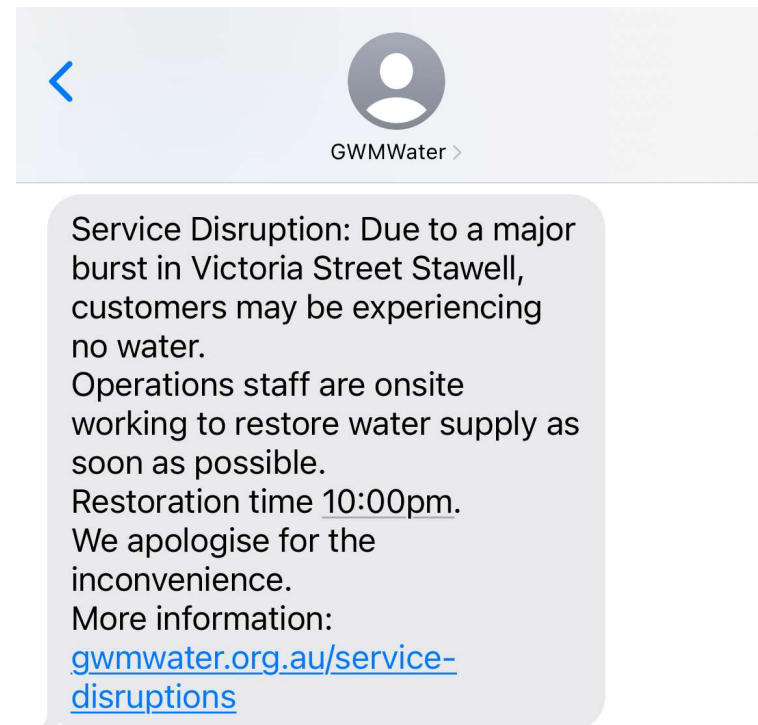 GWMWater
Service Disruption: Due to a major
burst in Victoria Street Stawell,
customers may be experiencing
no water.
Operations staff are onsite
working to restore water supply as
soon as possible.
Restoration time 10:00pm.
We apologise for the
inconvenience.
More information:
gwmwater.org.au/service-
disruptions